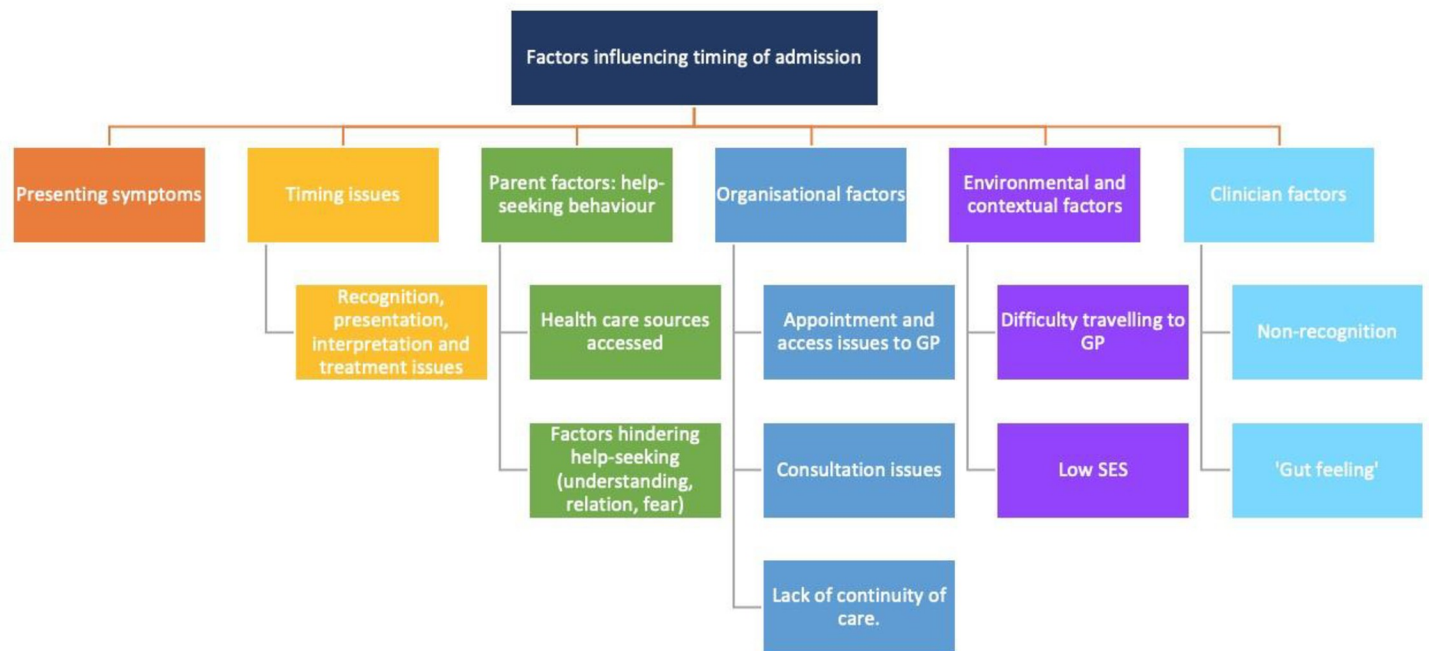 Factors influencing timing of admission
Presenting symptoms
Timing issues
Parent factors: help-
seeking behaviour
Organisational factors
Environmental and
contextual factors
Clinician factors
Recognition,
presentation,
interpretation and
treatment issues
Health care sources
accessed
Appointment and
access issues to GP
Difficulty travelling to
GP
Non-recognition
Factors hindering
help-seeking
(understanding,
relation, fear)
Consultation issues
Low SES
'Gut feeling'
Lack of continuity of
care.